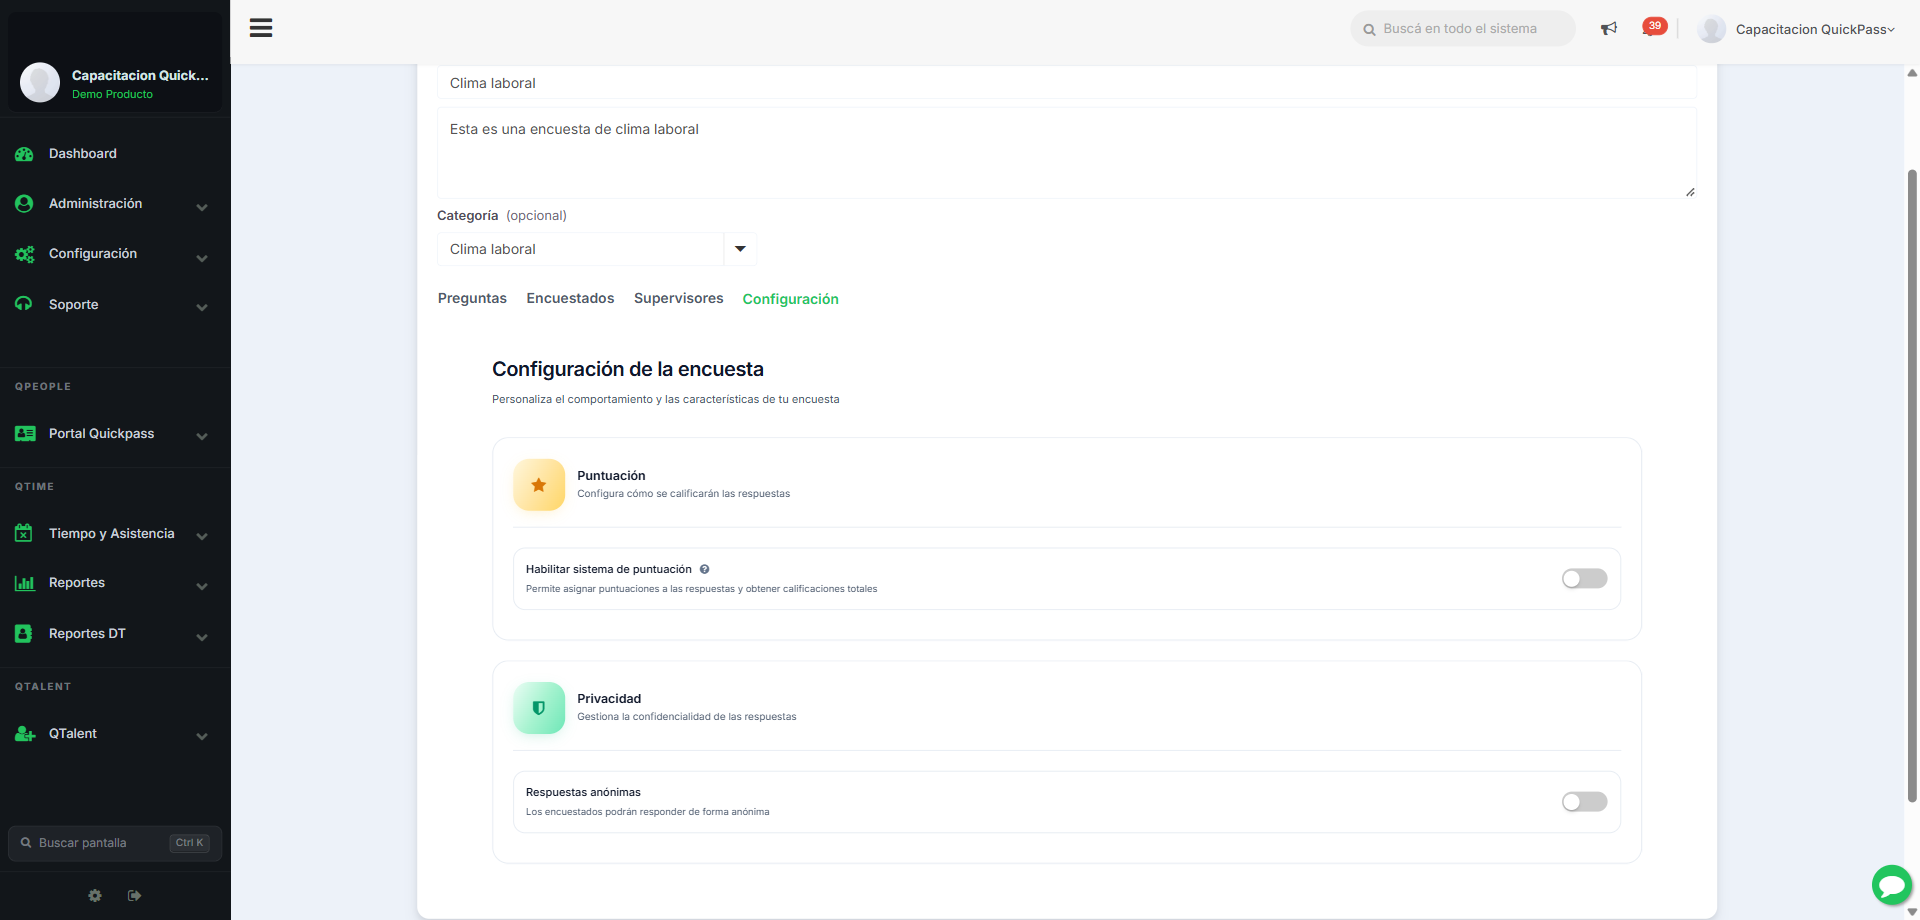 Capacitacion Quick...
Demo Producto
Dashboard
Administración
Configuración
Soporte
QPEOPLE
Portal Quickpass
QTIME
Tiempo y Asistencia
Reportes
Reportes DT
QTALENT
QTalent
Buscar pantalla
Ctrl K
Buscá en todo el sistema
39
Capacitacion QuickPass
Clima laboral
Esta es una encuesta de clima laboral
Categoría (opcional)
Clima laboral
Preguntas Encuestados Supervisores Configuración
Configuración de la encuesta
Personaliza el comportamiento y las características de tu encuesta
Puntuación
Configura cómo se calificarán las respuestas
Habilitar sistema de puntuación
Permite asignar puntuaciones a las respuestas y obtener calificaciones totales
Privacidad
Gestiona la confidencialidad de las respuestas
Respuestas anónimas
Los encuestados podrán responder de forma anónima